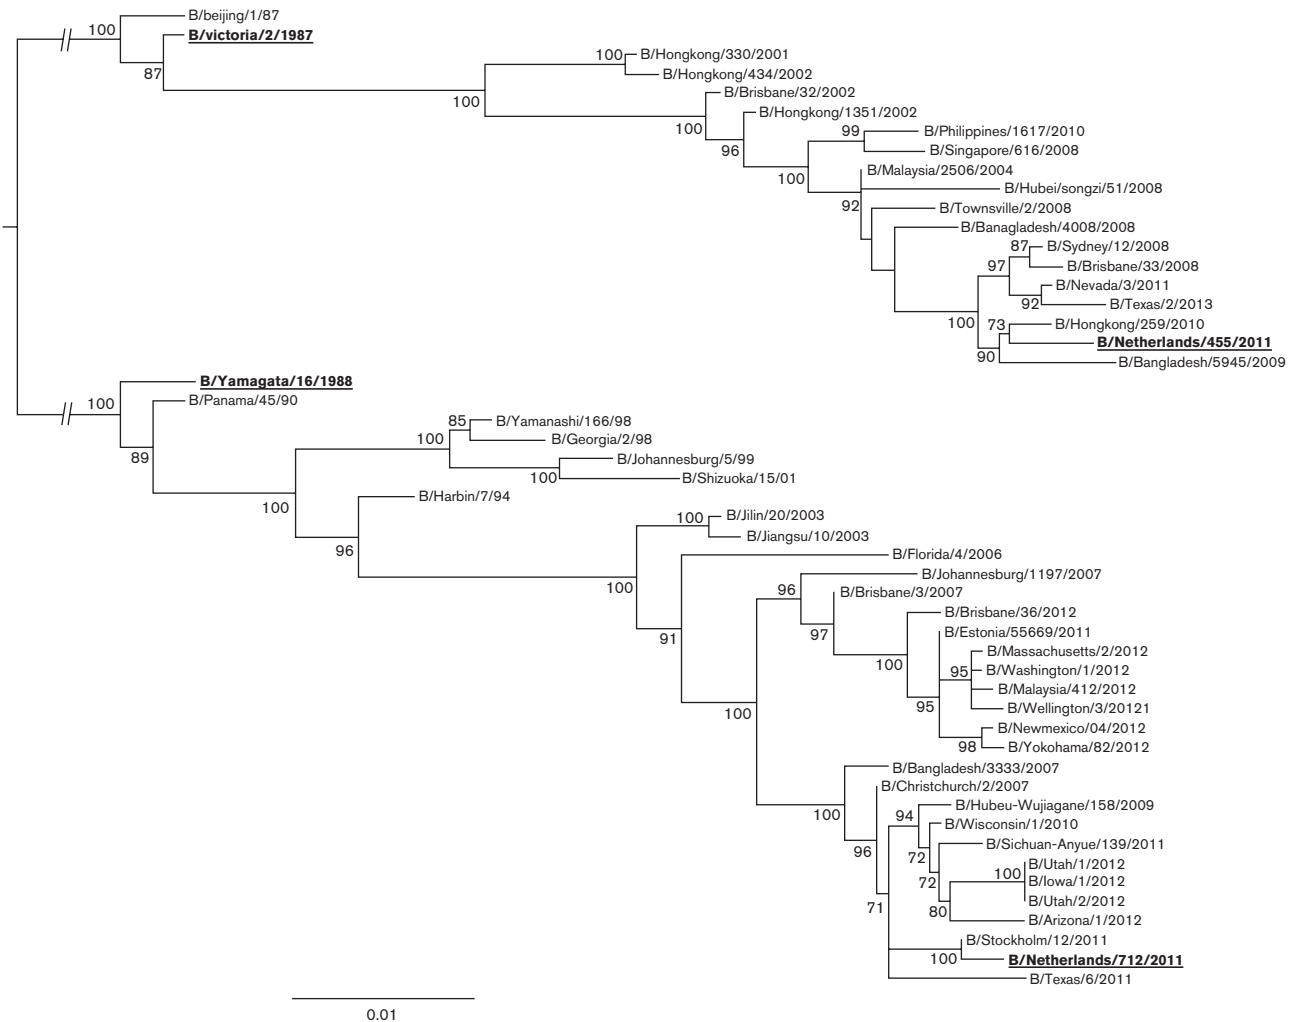 B/beijing/1/87
100
B/victoria/2/1987
87
100 B/Hongkong/330/2001
B/Hongkong/434/2002
100
B/Brisbane/32/2002
B/Hongkong/1351/2002
100
99 B/Philippines/1617/2010
96
B/Singapore/616/2008
B/Malaysia/2506/2004
100
B/Hubei/songzi/51/2008
92
B/Townsville/2/2008
B/Banagladesh/4008/2008
87 B/Sydney/12/2008
97
B/Brisbane/33/2008
B/Nevada/3/2011
92 B/Texas/2/2013
100
73 B/Hongkong/259/2010
B/Netherlands/455/2011
90
B/Bangladesh/5945/2009
B/Yamagata/16/1988
100
B/Panama/45/90
85 B/Yamanashi/166/98
100
B/Georgia/2/98
89
B/Johannesburg/5/99
100 B/Shizuoka/15/01
B/Harbin/7/94
100
B/Jilin/20/2003
100
B/Jiangsu/10/2003
96
B/Florida/4/2006
B/Johannesburg/1197/2007
100
96 B/Brisbane/3/2007
B/Brisbane/36/2012
B/Estonia/55669/2011
97
91
B/Massachusetts/2/2012
100
95 B/Washington/1/2012
B/Malaysia/412/2012
95 B/Wellington/3/20121
100
B/Newmexico/04/2012
98 B/Yokohama/82/2012
B/Bangladesh/3333/2007
B/Christchurch/2/2007
B/Hubeu-Wujiagane/158/2009
100 94
B/Wisconsin/1/2010
B/Sichuan-Anyue/139/2011
96
72
B/Utah/1/2012
100
72 B/Iowa/1/2012
B/Utah/2/2012
71 80
B/Arizona/1/2012
B/Stockholm/12/2011
100 B/Netherlands/712/2011
B/Texas/6/2011
0.01